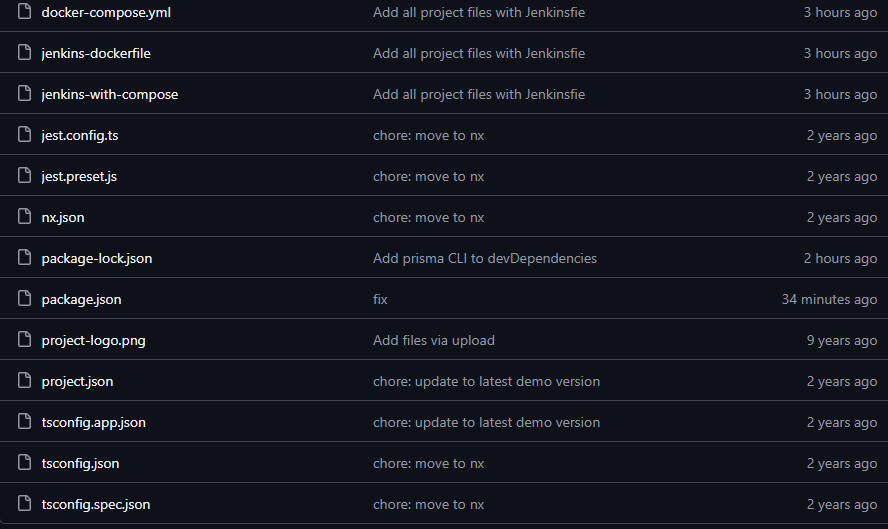 docker-compose.yml Add all project files with Jenkinsfie 3 hours ago
jenkins-dockerfile Add all project files with Jenkinsfie 3 hours ago
jenkins-with-compose Add all project files with Jenkinsfie 3 hours ago
jest.config.ts chore: move to nx 2 years ago
jest.preset.js chore: move to nx 2 years ago
nx.json chore: move to nx 2 years ago
package-lock.json Add prisma CLI to devDependencies 2 hours ago
package.json fix 34 minutes ago
project-logo.png Add files via upload 9 years ago
project.json chore: update to latest demo version 2 years ago
tsconfig.app.json chore: update to latest demo version 2 years ago
tsconfig.json chore: move to nx 2 years ago
tsconfig.spec.json chore: move to nx 2 years ago